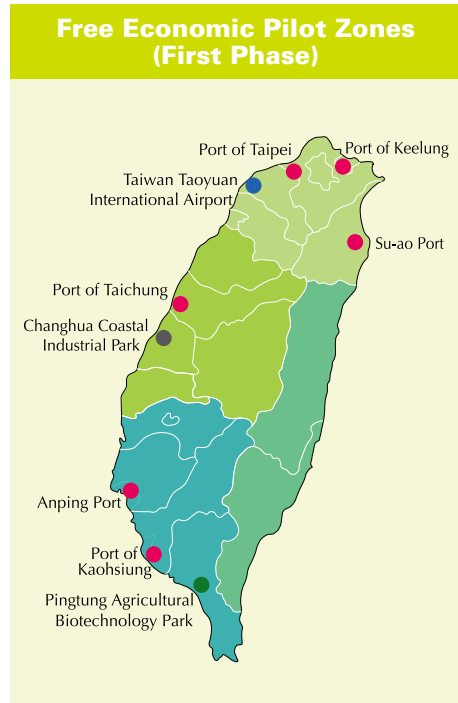 Free Economic Pilot Zones
(First Phase)
Port of Taipei
Port of Keelung
Taiwan Taoyuan
International Airport
Su-ao Port
Port of Taichung
Changhua Coastal
Industrial Park
Anping Port
Port of
Kaohsiung
Pingtung Agricultural
Biotechnology Park